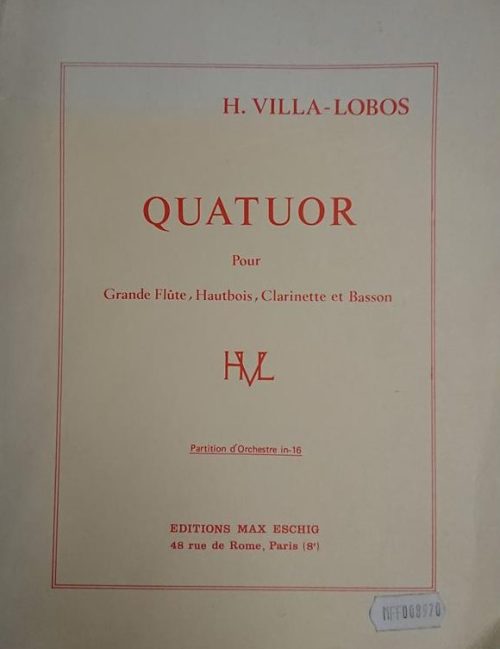 H. VILLA-LOBOS
QUATUOR
Pour
Grande Flûte, Hautbois, Clarinette et Basson
HVL
Partition d'Orchestre in-16
EDITIONS MAX ESCHIG
48 rue de Rome, Paris (8e)